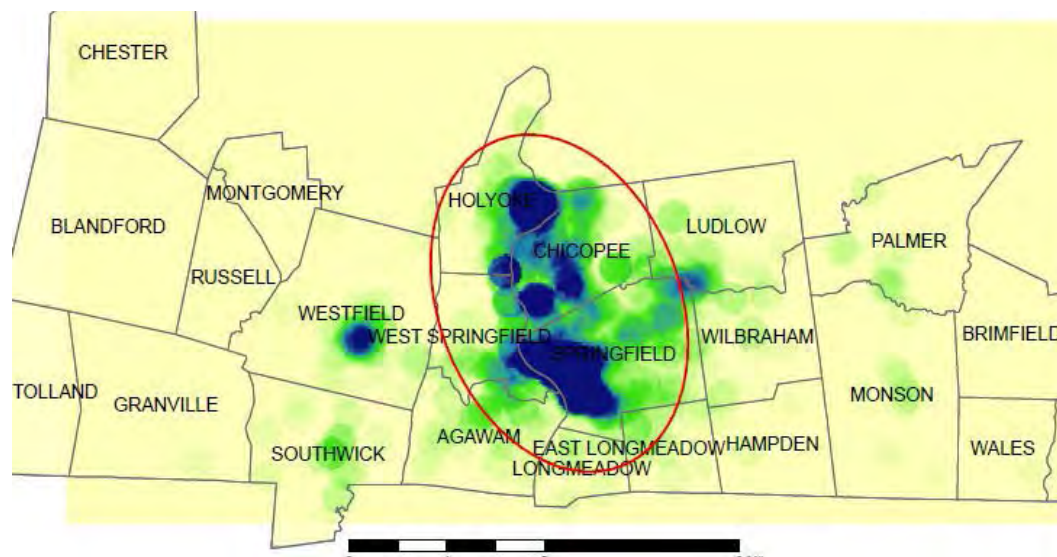 CHESTER
MONTGOMERY
HOLYOKE
BLANDFORD
LUDLOW
PALMER
CHICOPEE
RUSSELL
WESTFIELD
WEST SPRINGFIELD
WILBRAHAM
BRIMFIELD
SPRINGFIELD
TOLLAND
GRANVILLE
MONSON
AGAWAM
EAST LONGMEADOW
HAMPDEN
WALES
SOUTHWICK
LONGMEADOW